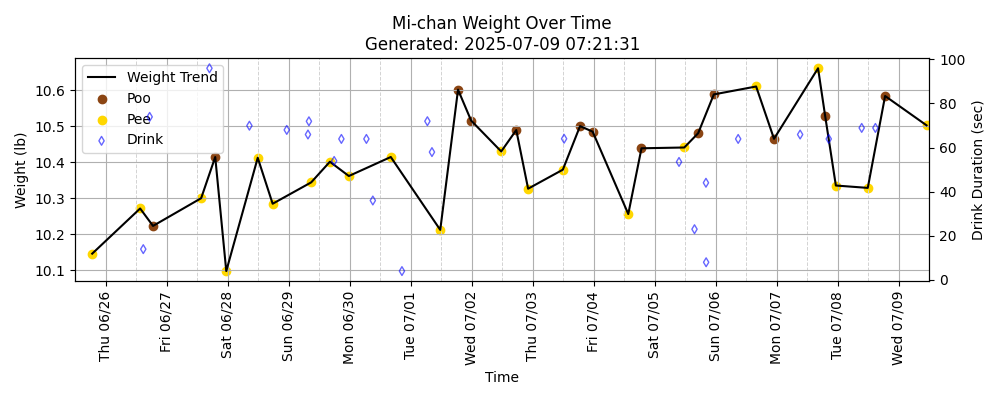 Mi-chan Weight Over Time
Generated: 2025-07-09 07:21:31
Weight Trend
Poo
Pee
Drink
Weight (lb)
10.6
10.5
10.4
10.3
10.2
10.1
Drink Duration (sec)
100
80
60
40
20
0
Thu 06/26
Fri 06/27
Sat 06/28
Sun 06/29
Mon 06/30
Tue 07/01
Wed 07/02
Thu 07/03
Fri 07/04
Sat 07/05
Sun 07/06
Mon 07/07
Tue 07/08
Wed 07/09
Time